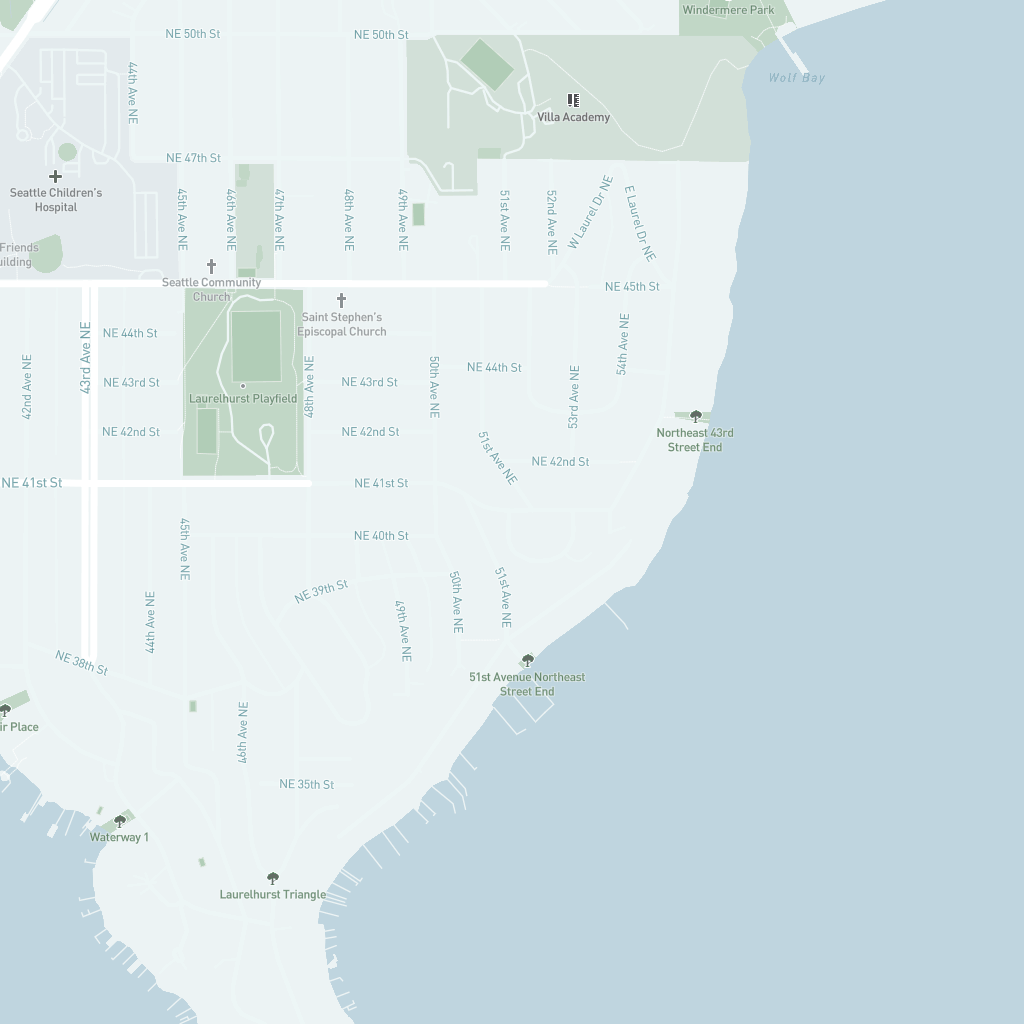 Windermere Park
NE 50th St
NE 50th St
Wolf Bay
44th Ave NE
Villa Academy
NE 47th St
Seattle Children's
Hospital
45th Ave NE
46th Ave NE
47th Ave NE
48th Ave NE
49th Ave NE
51st Ave NE
52nd Ave NE
W Laurel Dr NE
E Laurel Dr NE
Friends
uilding
Seattle Community
Church
NE 45th St
Saint Stephen's
Episcopal Church
NE 44th St
43rd Ave NE
54th Ave NE
NE 44th St
42nd Ave NE
NE 43rd St
NE 43rd St
48th Ave NE
50th Ave NE
53rd Ave NE
Laurelhurst Playfield
NE 42nd St
NE 42nd St
Northeast 43rd
Street End
51st Ave NE
NE 42nd St
NE 41st St
NE 41st St
45th Ave NE
NE 40th St
NE 39th St
44th Ave NE
49th Ave NE
50th Ave NE
51st Ave NE
NE 38th St
51st Avenue Northeast
Street End
ir Place
46th Ave NE
NE 35th St
Waterway 1
Laurelhurst Triangle